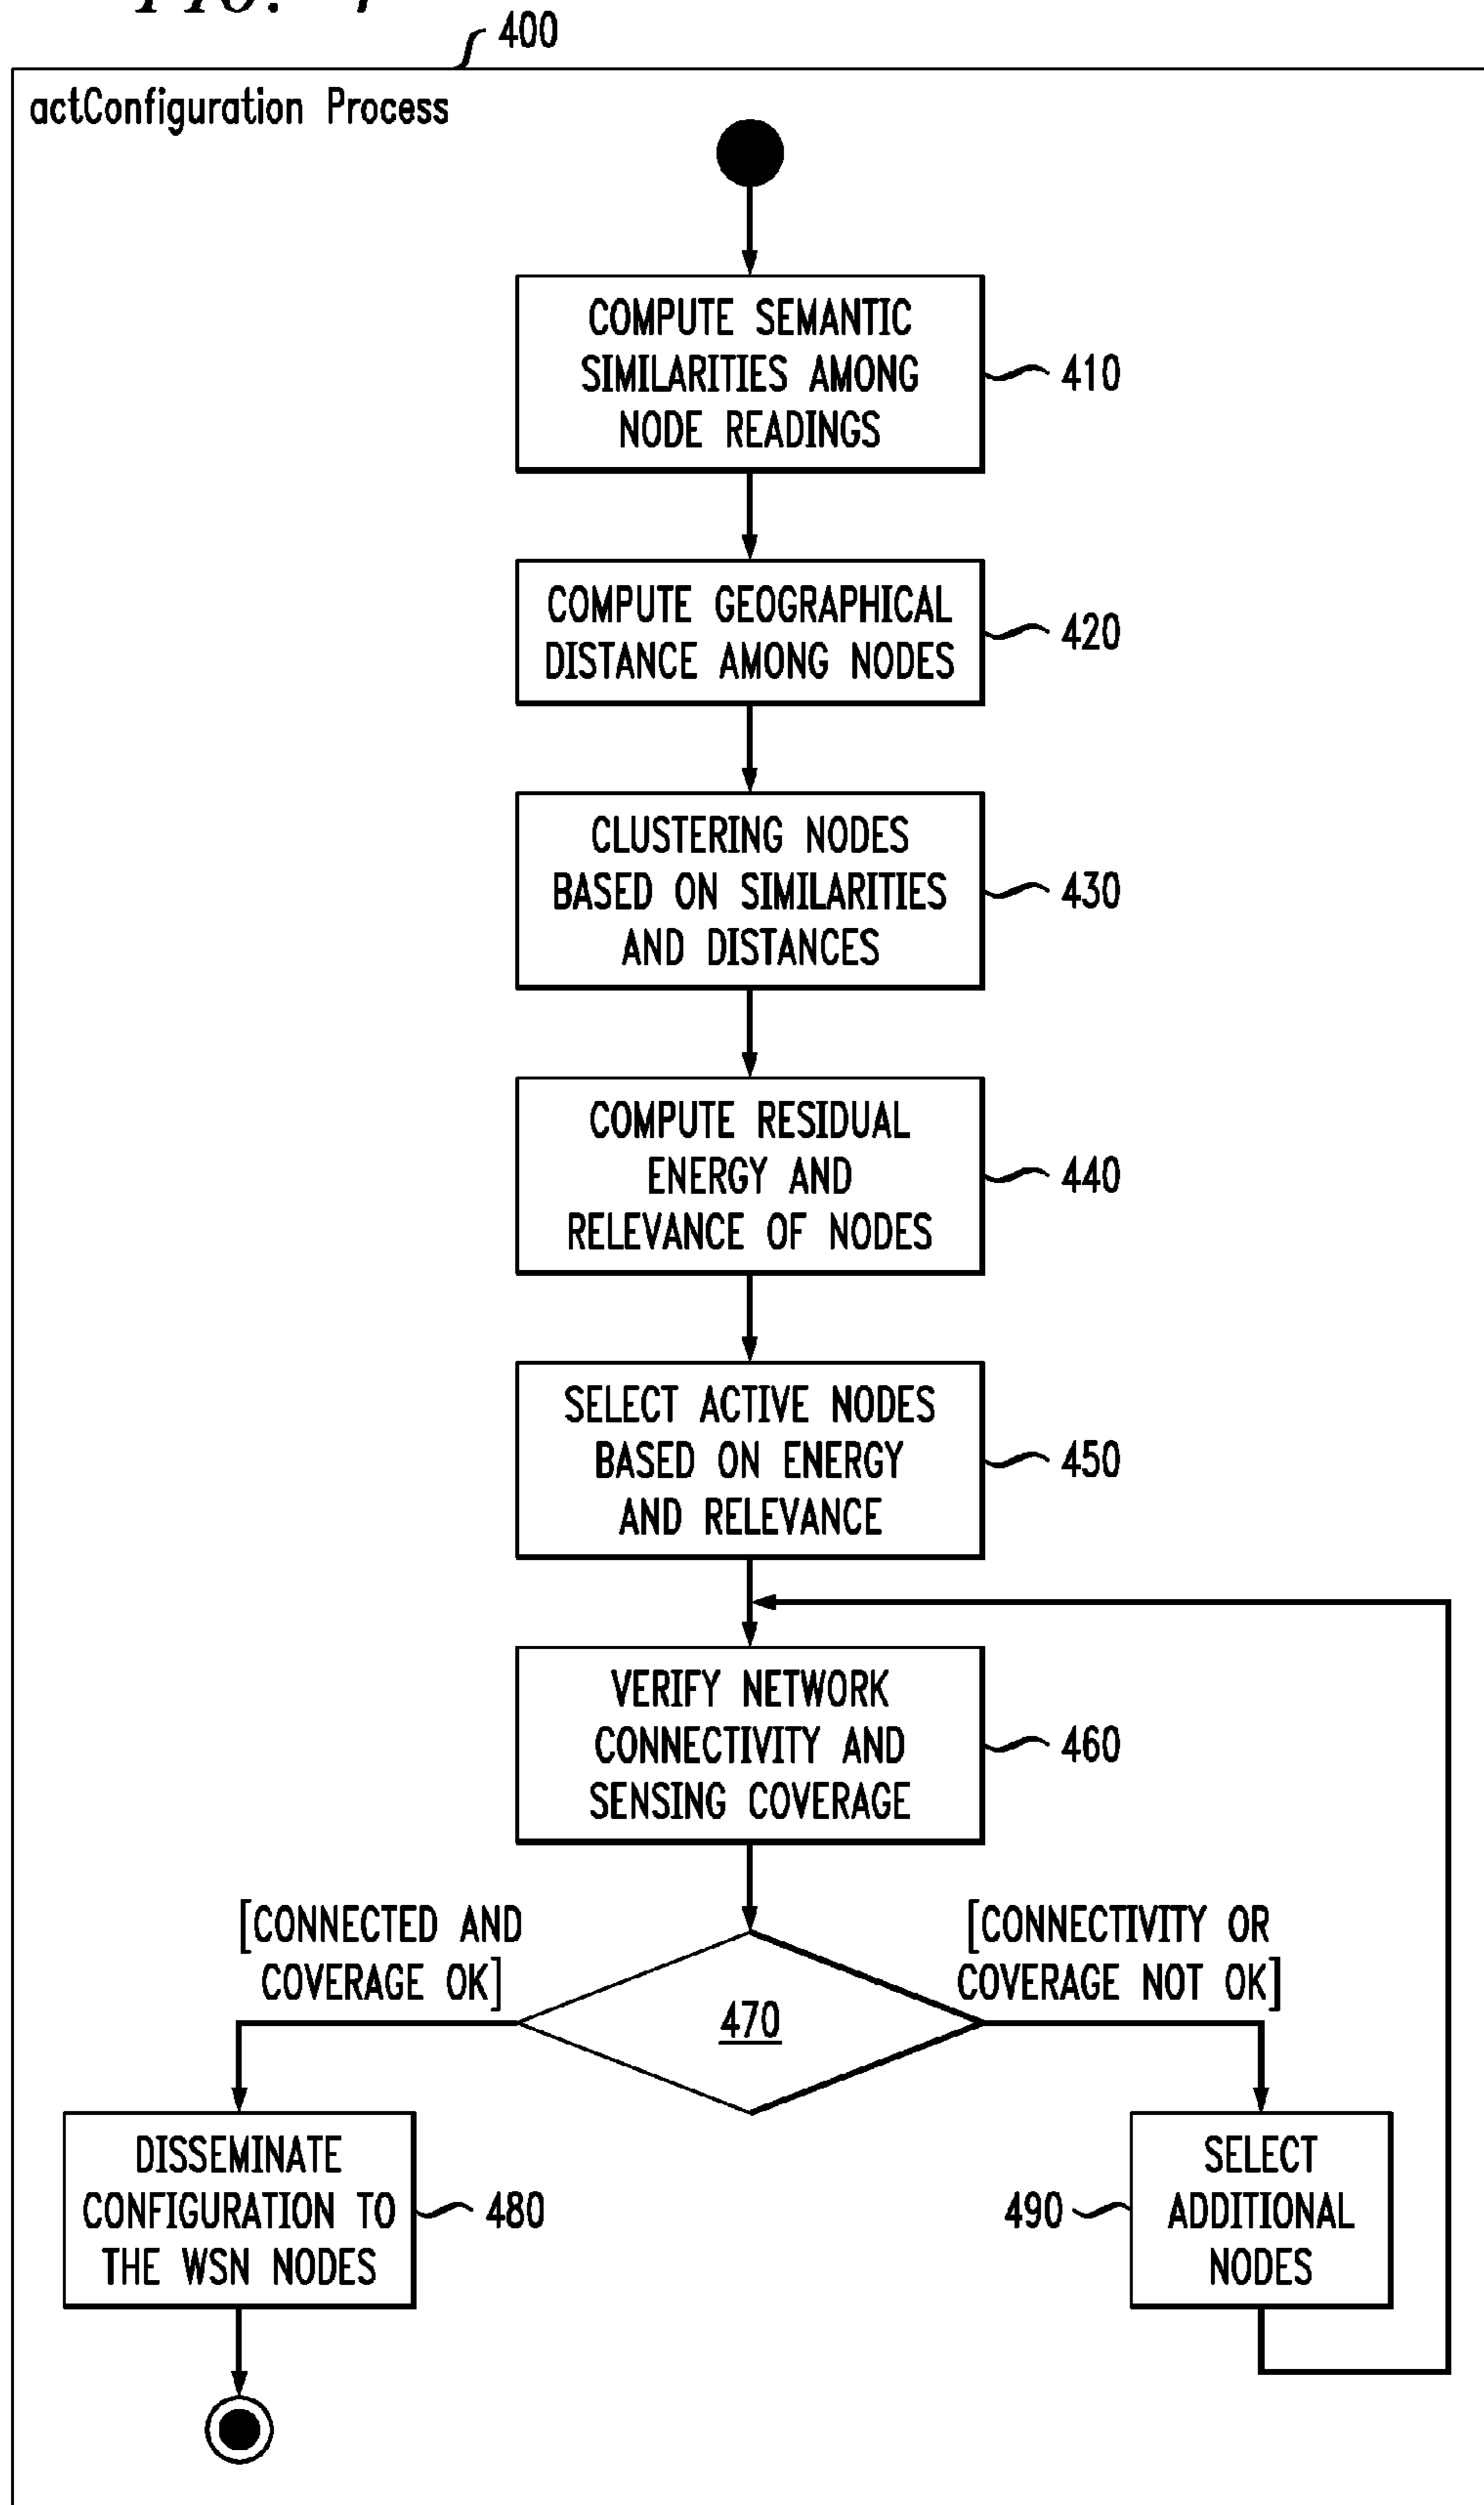 FIG. 4
400
actConfiguration Process
COMPUTE SEMANTIC
SIMILARITIES AMONG
NODE READINGS
410
COMPUTE GEOGRAPHICAL
DISTANCE AMONG NODES
420
CLUSTERING NODES
BASED ON SIMILARITIES
AND DISTANCES
430
COMPUTE RESIDUAL
ENERGY AND
RELEVANCE OF NODES
440
SELECT ACTIVE NODES
BASED ON ENERGY
AND RELEVANCE
450
VERIFY NETWORK
CONNECTIVITY AND
SENSING COVERAGE
460
[CONNECTED AND
COVERAGE OK]
[CONNECTIVITY OR
COVERAGE NOT OK]
470
DISSEMINATE
CONFIGURATION TO
THE WSN NODES
480
490
SELECT
ADDITIONAL
NODES